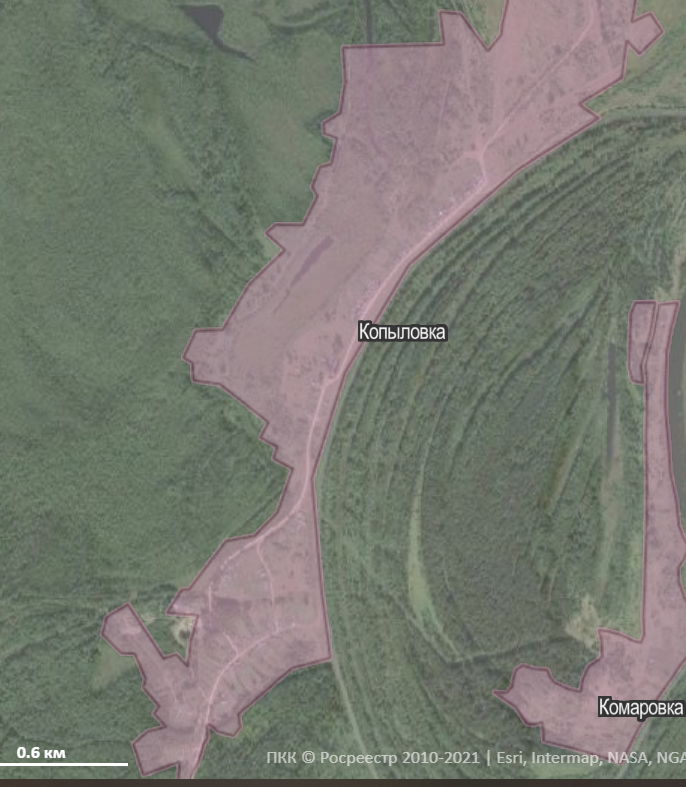 Копыловка
Комаровка
0.6 км
ПКК © Росреестр 2010-2021 | Esri, Intermap, NASA, NGA